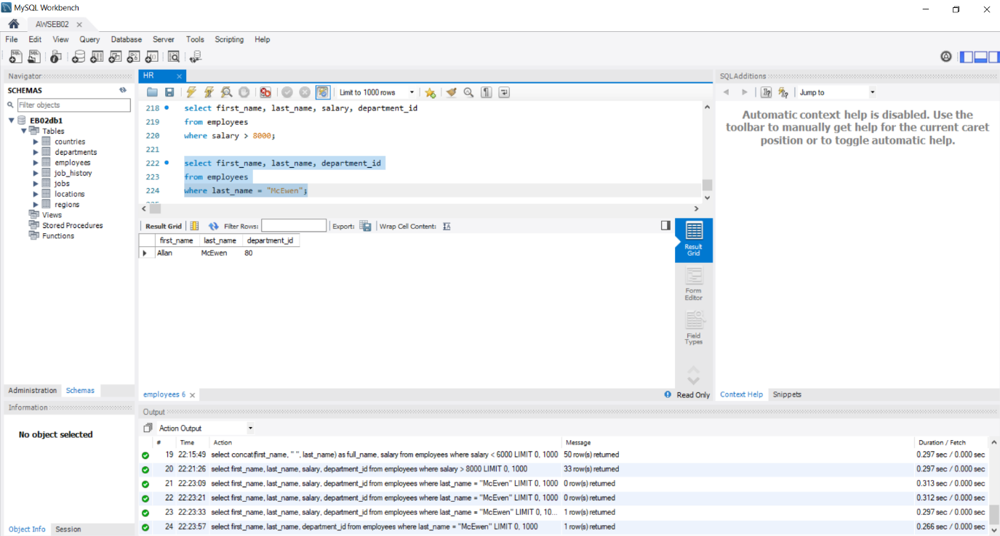 MySQL Workbench
AWSEB02
File Edit View Query Database Server Tools Scripting Help
Navigator
SCHEMAS
Filter objects
EB02db1
Tables
countries
departments
employees
job_history
jobs
locations
regions
Views
Stored Procedures
Functions
Administration Schemas
Information
No object selected
Object Info Session
HR
Limit to 1000 rows
218 select first_name, last_name, salary, department_id
219 from employees
220 where salary > 8000;
221
222 select first_name, last_name, department_id
223 from employees
224 where last_name = "McEwen";
Result Grid Filter Rows: Export: Wrap Cell Content:
first_name last_name department_id
Allan McEwen 80
Result Grid
Form Editor
Field Types
employees 6 Read Only
SQLAdditions
Jump to
Automatic context help is disabled. Use the
toolbar to manually get help for the current caret
position or to toggle automatic help.
Context Help Snippets
Output
Action Output
# Time Action Message Duration / Fetch
19 22:15:49 select concat(first_name, " ", last_name) as full_name, salary from employees where salary < 6000 LIMIT 0, 1000 50 row(s) returned 0.297 sec / 0.000 sec
20 22:21:26 select first_name, last_name, salary, department_id from employees where salary > 8000 LIMIT 0, 1000 33 row(s) returned 0.297 sec / 0.000 sec
21 22:23:09 select first_name, last_name, salary, department_id from employees where last_name = "McEven" LIMIT 0, 1000 0 row(s) returned 0.313 sec / 0.000 sec
22 22:23:21 select first_name, last_name, salary, department_id from employees where last_name = "McEven" LIMIT 0, 1000 0 row(s) returned 0.312 sec / 0.000 sec
23 22:23:33 select first_name, last_name, salary, department_id from employees where last_name = "McEwen" LIMIT 0, 10... 1 row(s) returned 0.297 sec / 0.000 sec
24 22:23:57 select first_name, last_name, department_id from employees where last_name = "McEwen" LIMIT 0, 1000 1 row(s) returned 0.266 sec / 0.000 sec